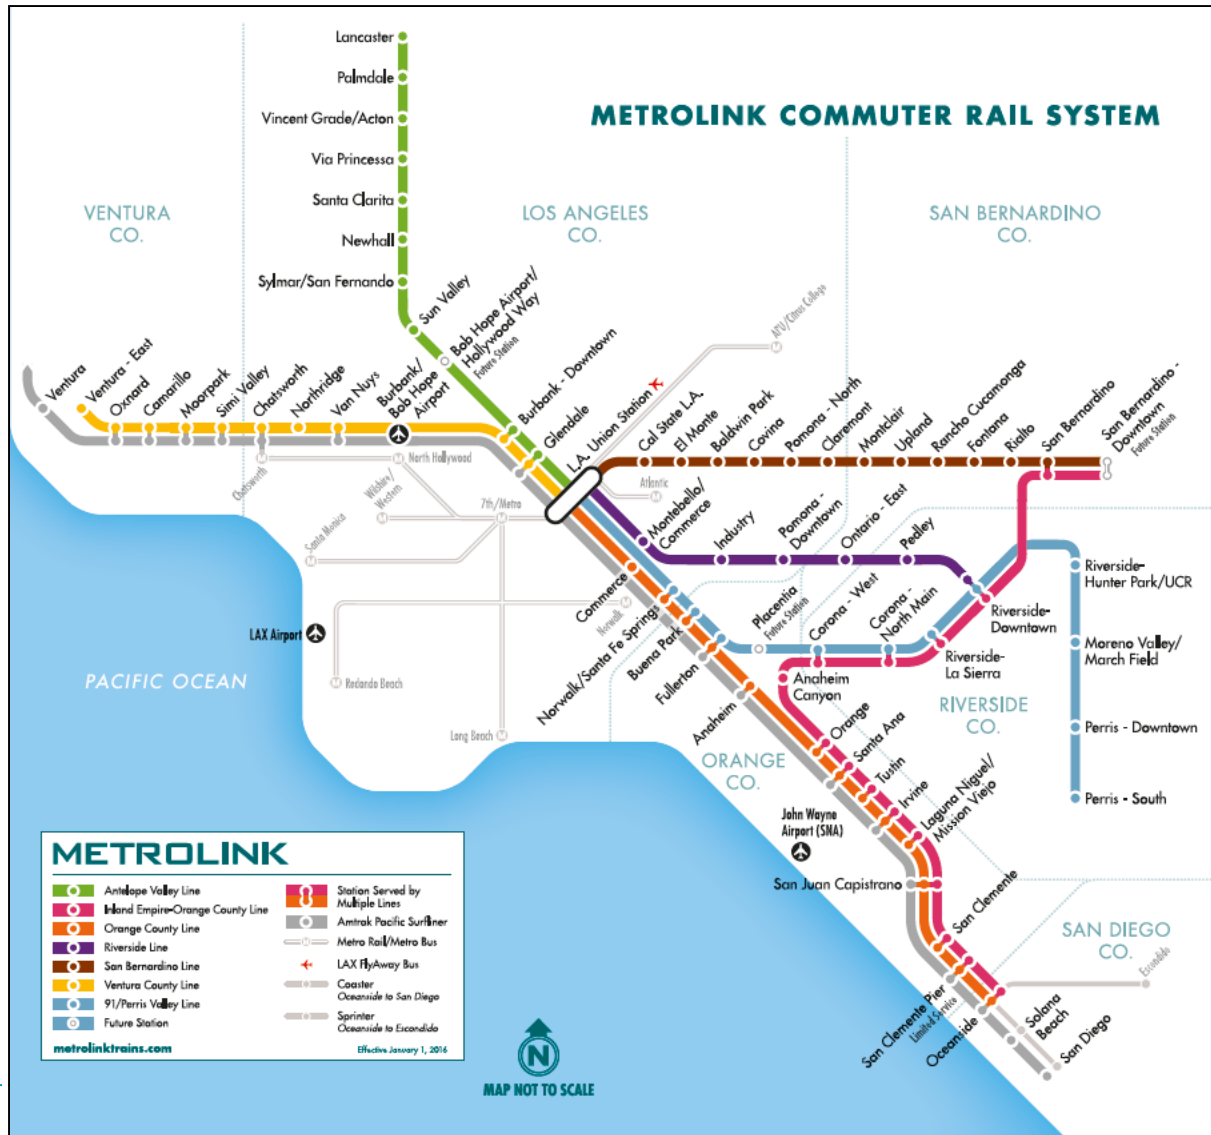 METROLINK COMMUTER RAIL SYSTEM
Lancaster
Palmdale
Vincent Grade/Acton
Via Princessa
Santa Clarita
Newhall
Sylmar/San Fernando
VENTURA
CO.
LOS ANGELES
CO.
SAN BERNARDINO
CO.
Sun Valley
Bob Hope Airport/
Hollywood Way
Future Station
Burbank - Downtown
Glendale
L.A. Union Station
APU/Citrus College
Ventura
Ventura - East
Oxnard
Camarillo
Moorpark
Simi Valley
Chatsworth
Northridge
Van Nuys
Burbank/
Bob Hope
Airport
Cal State L.A.
El Monte
Baldwin Park
Covina
Pomona - North
Claremont
Montclair
Upland
Rancho Cucamonga
Fontana
Rialto
San Bernardino
San Bernardino -
Downtown
Future Station
Chatsworth
M
North Hollywood
M
Wilshire/
Western
M
7th/Metro
M
Santa Monica
M
Atlantic
M
M
Montebello/
Commerce
Industry
Pomona -
Downtown
Ontario - East
Pedley
Riverside-
Downtown
Riverside-
Hunter Park/UCR
Moreno Valley/
March Field
Perris - Downtown
Perris - South
LAX Airport
Norwalk
M
Redondo Beach
M
Long Beach
M
Commerce
Norwalk/Santa Fe Springs
Buena Park
Fullerton
Anaheim
Placentia
Future Station
Corona - West
Corona -
North Main
Riverside-
La Sierra
Anaheim
Canyon
RIVERSIDE
CO.
PACIFIC OCEAN
ORANGE
CO.
Orange
Santa Ana
Tustin
Irvine
Laguna Niguel/
Mission Viejo
John Wayne
Airport (SNA)
San Juan Capistrano
San Clemente
SAN DIEGO
CO.
Escondido
San Clemente Pier
Limited Service
Oceanside
Solana
Beach
San Diego
METROLINK
Antelope Valley Line
Inland Empire-Orange County Line
Orange County Line
Riverside Line
San Bernardino Line
Ventura County Line
91/Perris Valley Line
Future Station
Station Served by
Multiple Lines
Amtrak Pacific Surfliner
M
Metro Rail/Metro Bus
LAX FlyAway Bus
Coaster
Oceanside to San Diego
Sprinter
Oceanside to Escondido
metrolinktrains.com
Effective January 1, 2016
N
MAP NOT TO SCALE